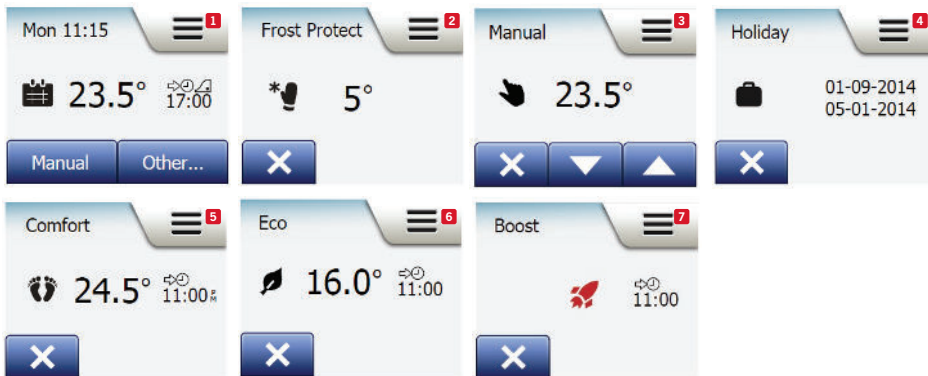 Mon 11:15
1
23.5°
17:00
Manual
Other...
Frost Protect
2
5°
Manual
3
23.5°
Holiday
4
01-09-2014
05-01-2014
Comfort
5
24.5°
11:00 PM
Eco
6
16.0°
11:00
Boost
7
11:00